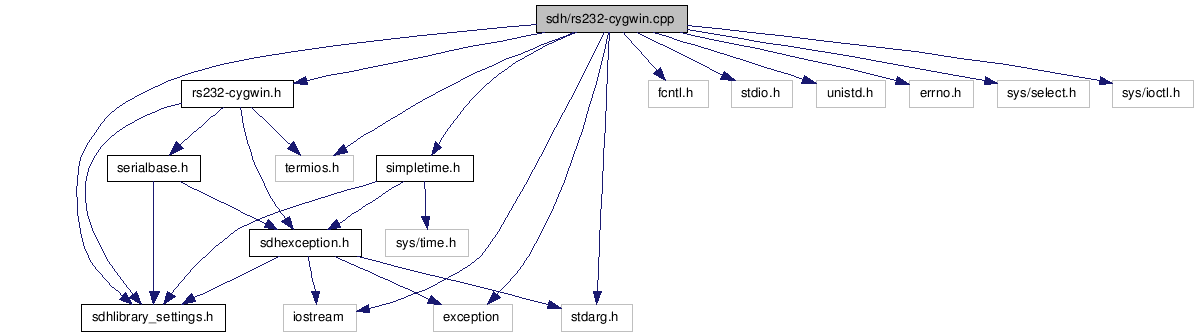 sdh/rs232-cygwin.cpp
rs232-cygwin.h
fcntl.h
stdio.h
unistd.h
errno.h
sys/select.h
sys/ioctl.h
serialbase.h
termios.h
simpletime.h
sdhexception.h
sys/time.h
sdhlibrary_settings.h
iostream
exception
stdarg.h